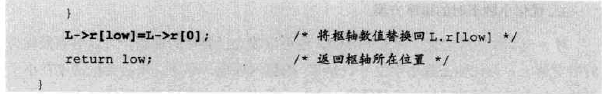 }
L->r[low]=L->r[0]; /* 将枢轴数值替换回 L.r[low] */
return low; /* 返回枢轴所在位置 */
}